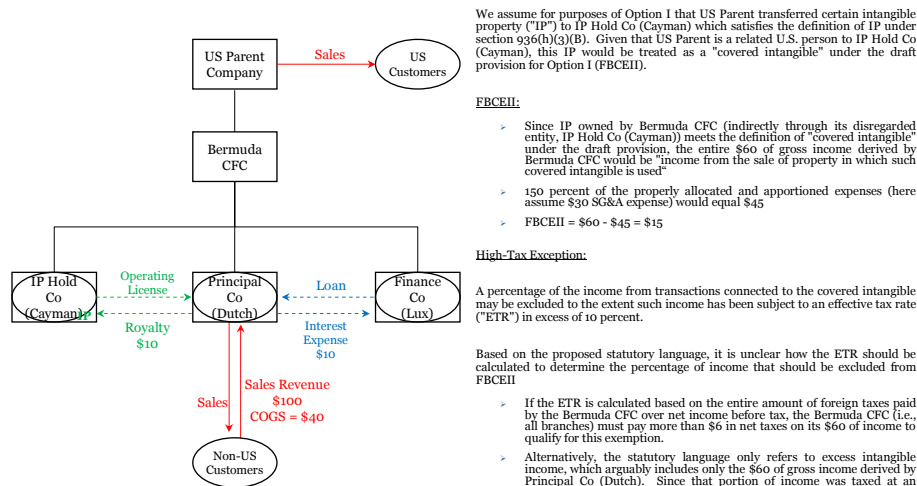 US Parent
Company
Sales
US
Customers
Bermuda
CFC
IP Hold
Co
(Cayman)
IP
Operating
License
Royalty
$10
Principal
Co
(Dutch)
Loan
Interest
Expense
$10
Finance
Co
(Lux)
Sales
Sales Revenue
$100
COGS = $40
Non-US
Customers
We assume for purposes of Option I that US Parent transferred certain intangible
property ("IP") to IP Hold Co (Cayman) which satisfies the definition of IP under
section 936(h)(3)(B). Given that US Parent is a related U.S. person to IP Hold Co
(Cayman), this IP would be treated as a "covered intangible" under the draft
provision for Option I (FBCEII).
FBCEII:
➢ Since IP owned by Bermuda CFC (indirectly through its disregarded
entity, IP Hold Co (Cayman)) meets the definition of "covered intangible"
under the draft provision, the entire $60 of gross income derived by
Bermuda CFC would be "income from the sale of property in which such
covered intangible is used“
➢ 150 percent of the properly allocated and apportioned expenses (here
assume $30 SG&A expense) would equal $45
➢ FBCEII = $60 - $45 = $15
High-Tax Exception:
A percentage of the income from transactions connected to the covered intangible
may be excluded to the extent such income has been subject to an effective tax rate
("ETR") in excess of 10 percent.
Based on the proposed statutory language, it is unclear how the ETR should be
calculated to determine the percentage of income that should be excluded from
FBCEII
➢ If the ETR is calculated based on the entire amount of foreign taxes paid
by the Bermuda CFC over net income before tax, the Bermuda CFC (i.e.,
all branches) must pay more than $6 in net taxes on its $60 of income to
qualify for this exemption.
➢ Alternatively, the statutory language only refers to excess intangible
income, which arguably includes only the $60 of gross income derived by
Principal Co (Dutch). Since that portion of income was taxed at an